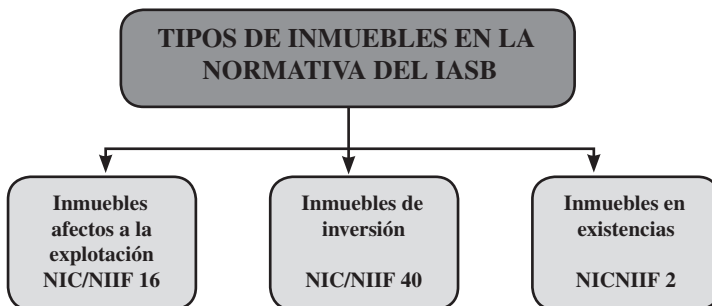 TIPOS DE INMUEBLES EN LA
NORMATIVA DEL IASB
Inmuebles
afectos a la
explotación
NIC/NIIF 16
Inmuebles de
inversión
NIC/NIIF 40
Inmuebles en
existencias
NICNIIF 2